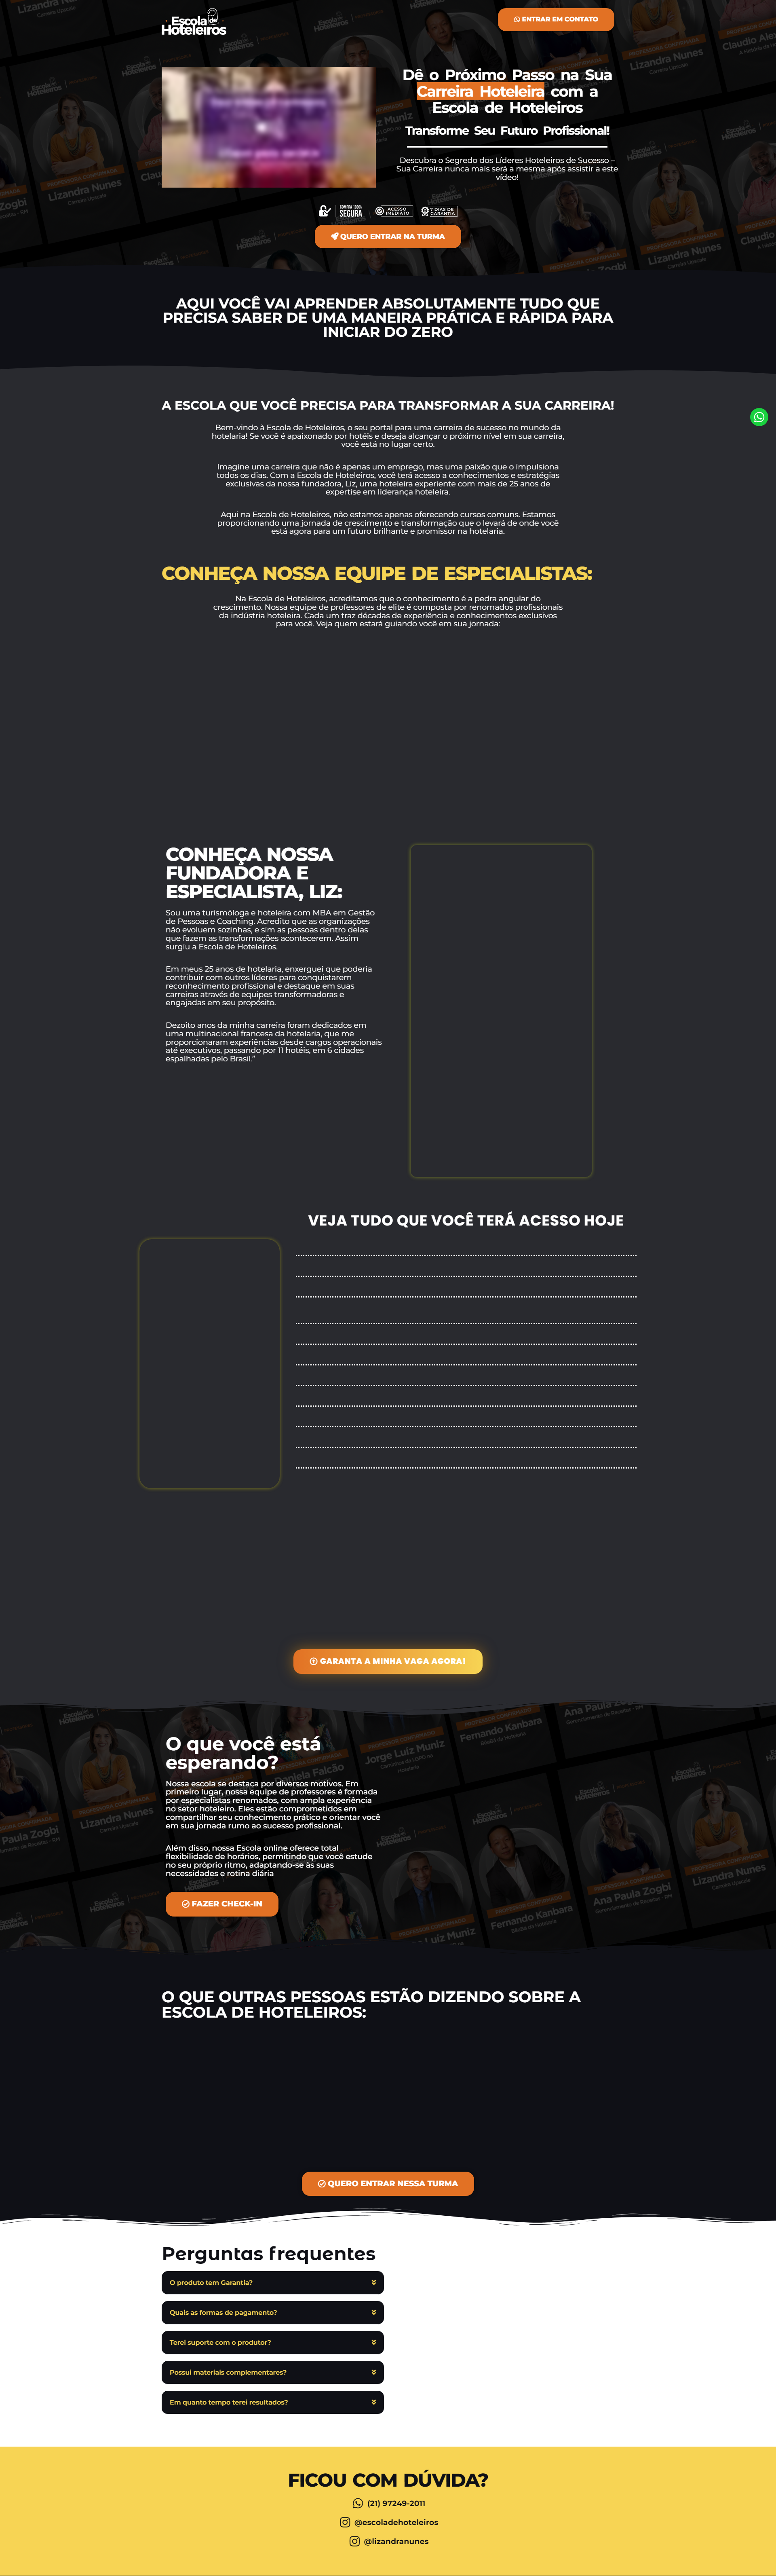 Escola de
Hoteleiros
ENTRAR EM CONTATO
Dê o Próximo Passo na Sua
Carreira Hoteleira com a
Escola de Hoteleiros
Transforme Seu Futuro Profissional!
Descubra o Segredo dos Líderes Hoteleiros de Sucesso –
Sua Carreira nunca mais será a mesma após assistir a este
vídeo!
COMPRA 100%
SEGURA
ACESSO
IMEDIATO
7 DIAS DE
GARANTIA
QUERO ENTRAR NA TURMA
AQUI VOCÊ VAI APRENDER ABSOLUTAMENTE TUDO QUE
PRECISA SABER DE UMA MANEIRA PRÁTICA E RÁPIDA PARA
INICIAR DO ZERO
A ESCOLA QUE VOCÊ PRECISA PARA TRANSFORMAR A SUA CARREIRA!
Bem-vindo à Escola de Hoteleiros, o seu portal para uma carreira de sucesso no mundo da
hotelaria! Se você é apaixonado por hotéis e deseja alcançar o próximo nível em sua carreira,
você está no lugar certo.
Imagine uma carreira que não é apenas um emprego, mas uma paixão que o impulsiona
todos os dias. Com a Escola de Hoteleiros, você terá acesso a conhecimentos e estratégias
exclusivas da nossa fundadora, Liz, uma hoteleira experiente com mais de 25 anos de
expertise em liderança hoteleira.
Aqui na Escola de Hoteleiros, não estamos apenas oferecendo cursos comuns. Estamos
proporcionando uma jornada de crescimento e transformação que o levará de onde você
está agora para um futuro brilhante e promissor na hotelaria.
CONHEÇA NOSSA EQUIPE DE ESPECIALISTAS:
Na Escola de Hoteleiros, acreditamos que o conhecimento é a pedra angular do
crescimento. Nossa equipe de professores de elite é composta por renomados profissionais
da indústria hoteleira. Cada um traz décadas de experiência e conhecimentos exclusivos
para você. Veja quem estará guiando você em sua jornada:
CONHEÇA NOSSA
FUNDADORA E
ESPECIALISTA, LIZ:
Sou uma turismóloga e hoteleira com MBA em Gestão
de Pessoas e Coaching. Acredito que as organizações
não evoluem sozinhas, e sim as pessoas dentro delas
que fazem as transformações acontecerem. Assim
surgiu a Escola de Hoteleiros.
Em meus 25 anos de hotelaria, enxerguei que poderia
contribuir com outros líderes para conquistarem
reconhecimento profissional e destaque em suas
carreiras através de equipes transformadoras e
engajadas em seu propósito.
Dezoito anos da minha carreira foram dedicados em
uma multinacional francesa da hotelaria, que me
proporcionaram experiências desde cargos operacionais
até executivos, passando por 11 hotéis, em 6 cidades
espalhadas pelo Brasil."
VEJA TUDO QUE VOCÊ TERÁ ACESSO HOJE
GARANTA A MINHA VAGA AGORA!
O que você está
esperando?
Nossa escola se destaca por diversos motivos. Em
primeiro lugar, nossa equipe de professores é formada
por especialistas renomados, com ampla experiência
no setor hoteleiro. Eles estão comprometidos em
compartilhar seu conhecimento prático e orientar você
em sua jornada rumo ao sucesso profissional.
Além disso, nossa Escola online oferece total
flexibilidade de horários, permitindo que você estude
no seu próprio ritmo, adaptando-se às suas
necessidades e rotina diária
FAZER CHECK-IN
O QUE OUTRAS PESSOAS ESTÃO DIZENDO SOBRE A
ESCOLA DE HOTELEIROS:
QUERO ENTRAR NESSA TURMA
Perguntas frequentes
O produto tem Garantia?
Quais as formas de pagamento?
Terei suporte com o produtor?
Possui materiais complementares?
Em quanto tempo terei resultados?
FICOU COM DÚVIDA?
(21) 97249-2011
@escoladehoteleiros
@lizandranunes